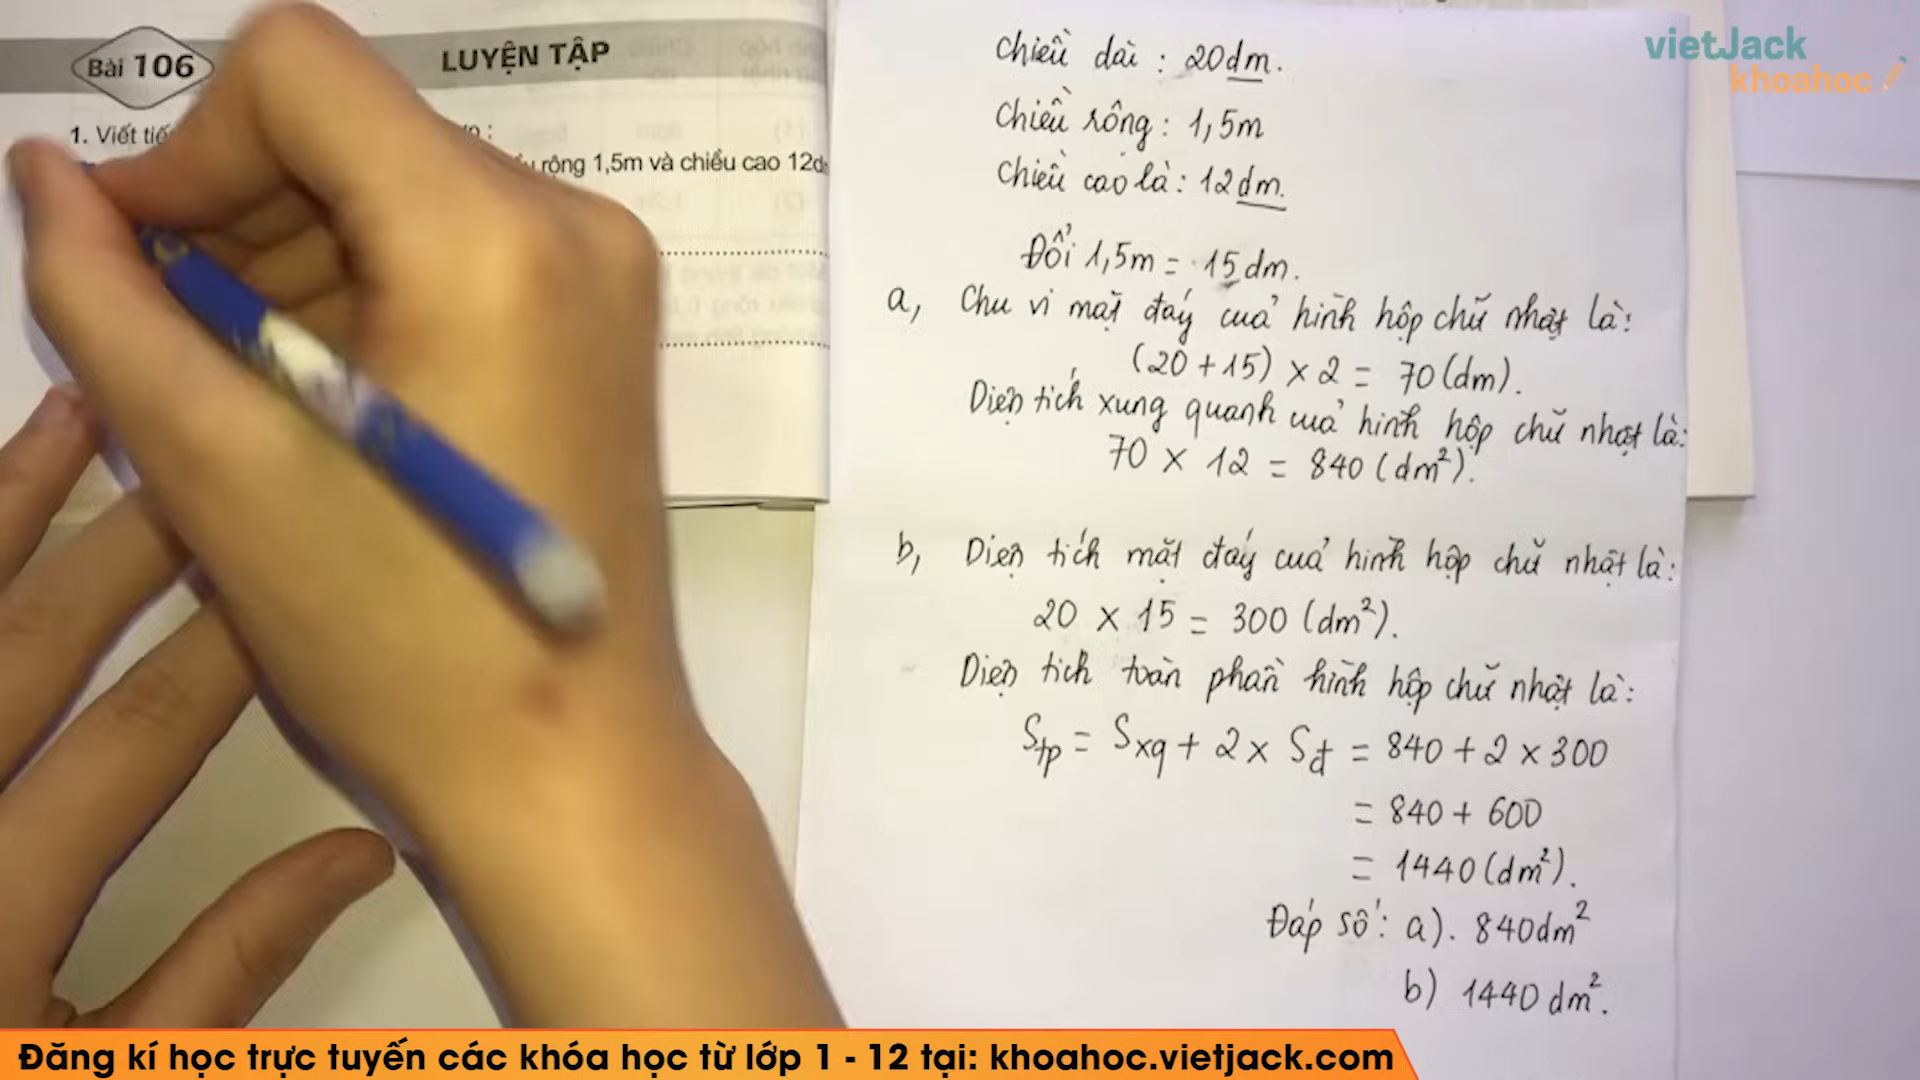 Bài 106
LUYỆN TẬP
1. Viết tiế
rộng 1,5m và chiều cao 12d
vietJack
khoahoc
Chiều dài : 20dm.
Chiều rộng : 1,5m
Chiều cao là : 12dm.
Đổi 1,5m = 15dm.
a, Chu vi mặt đáy của hình hộp chữ nhật là:
(20 + 15) × 2 = 70 (dm).
Diện tích xung quanh của hình hộp chữ nhật là:
70 × 12 = 840 (dm²).
b, Diện tích mặt đáy của hình hộp chữ nhật là:
20 × 15 = 300 (dm²).
Diện tích toàn phần hình hộp chữ nhật là:
Stp = Sxq + 2 × Sđ = 840 + 2 × 300
= 840 + 600
= 1440 (dm²).
Đáp số : a). 840dm²
b) 1440 dm².
Đăng kí học trực tuyến các khóa học từ lớp 1 - 12 tại: khoahoc.vietjack.com